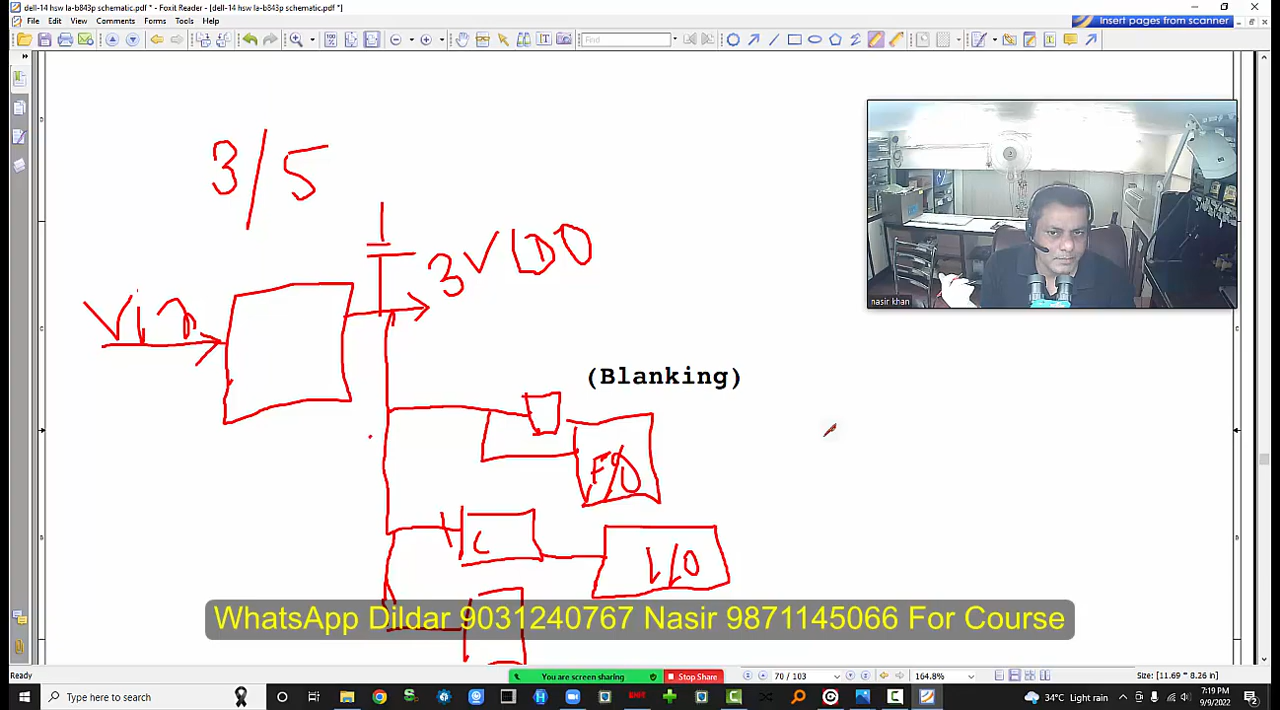 dell-14 hsw la-b843p schematic.pdf * - Foxit Reader - [dell-14 hsw la-b843p schematic.pdf *]
File Edit View Comments Forms Tools Help
Insert pages from scanner
Find
3/5
3V LDO
Vin
nasir khan
(Blanking)
I/O
C
I/O
WhatsApp Dildar 9031240767 Nasir 9871145066 For Course
Ready
You are screen sharing
Stop Share
70 / 103
164.8%
Size: [11.69 * 8.26 in]
Type here to search
34°C Light rain
7:19 PM
9/9/2022
2